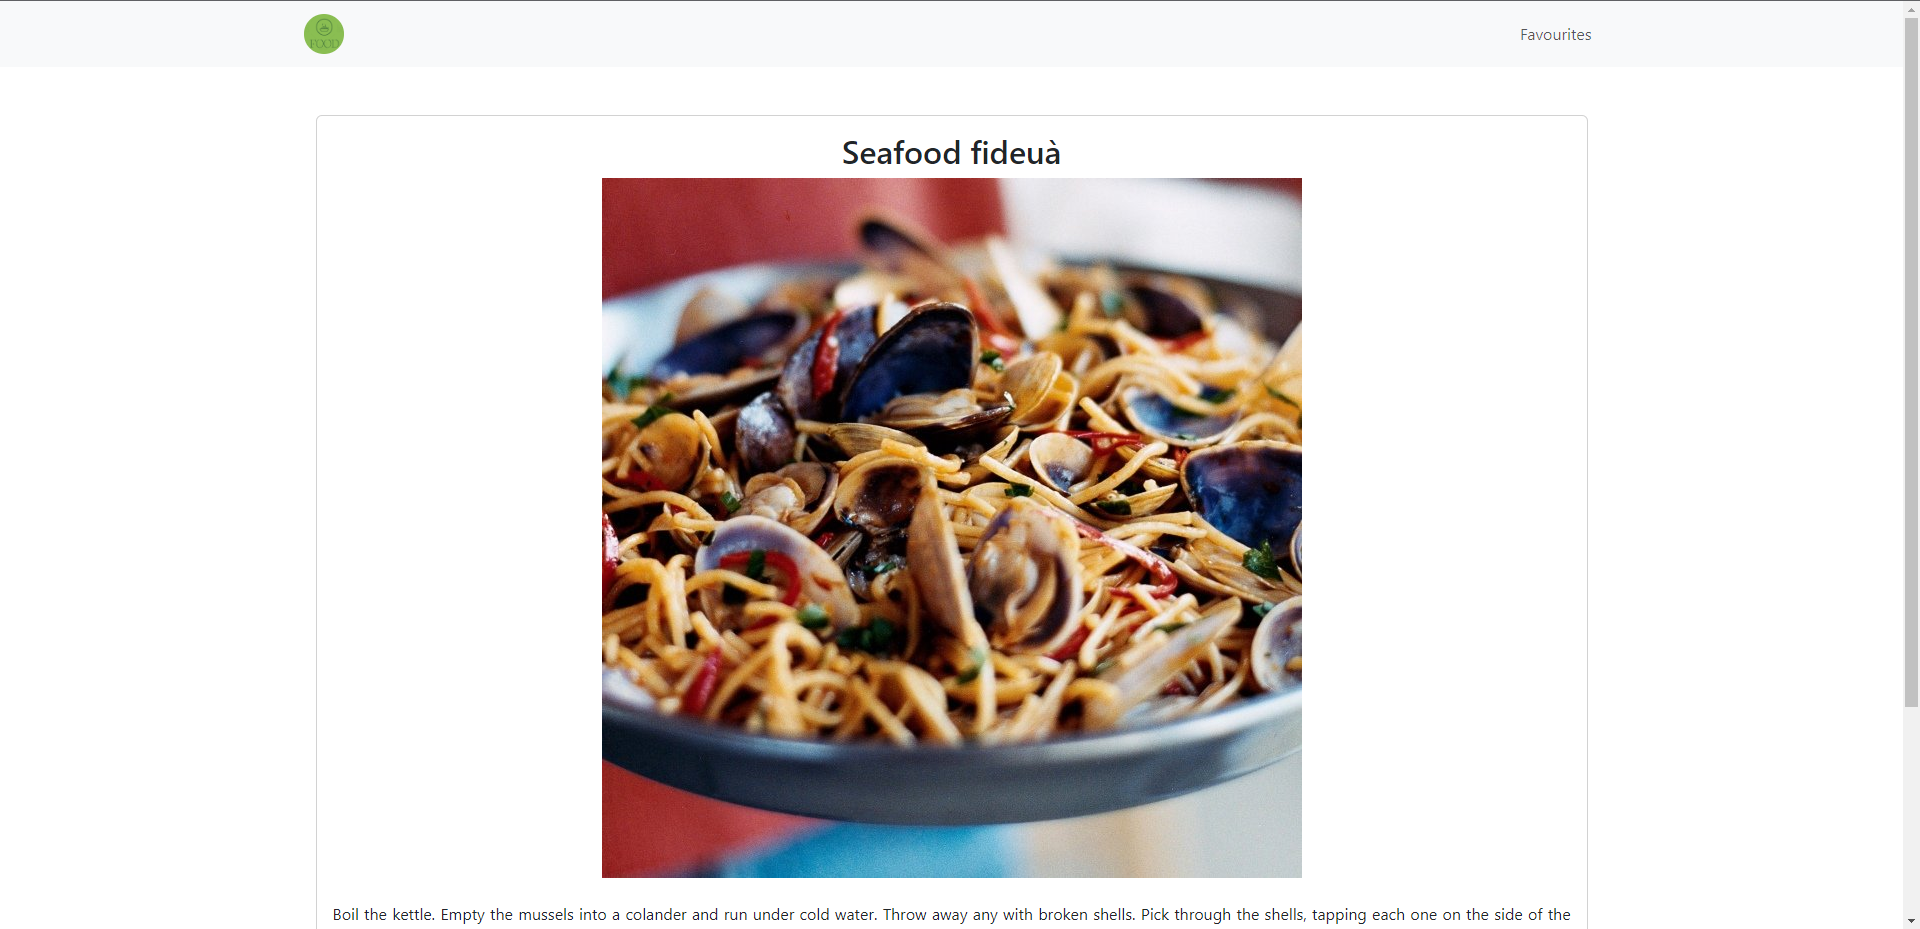 FOOD
Favourites
Seafood fideuà
Boil the kettle. Empty the mussels into a colander and run under cold water. Throw away any with broken shells. Pick through the shells, tapping each one on the side of the